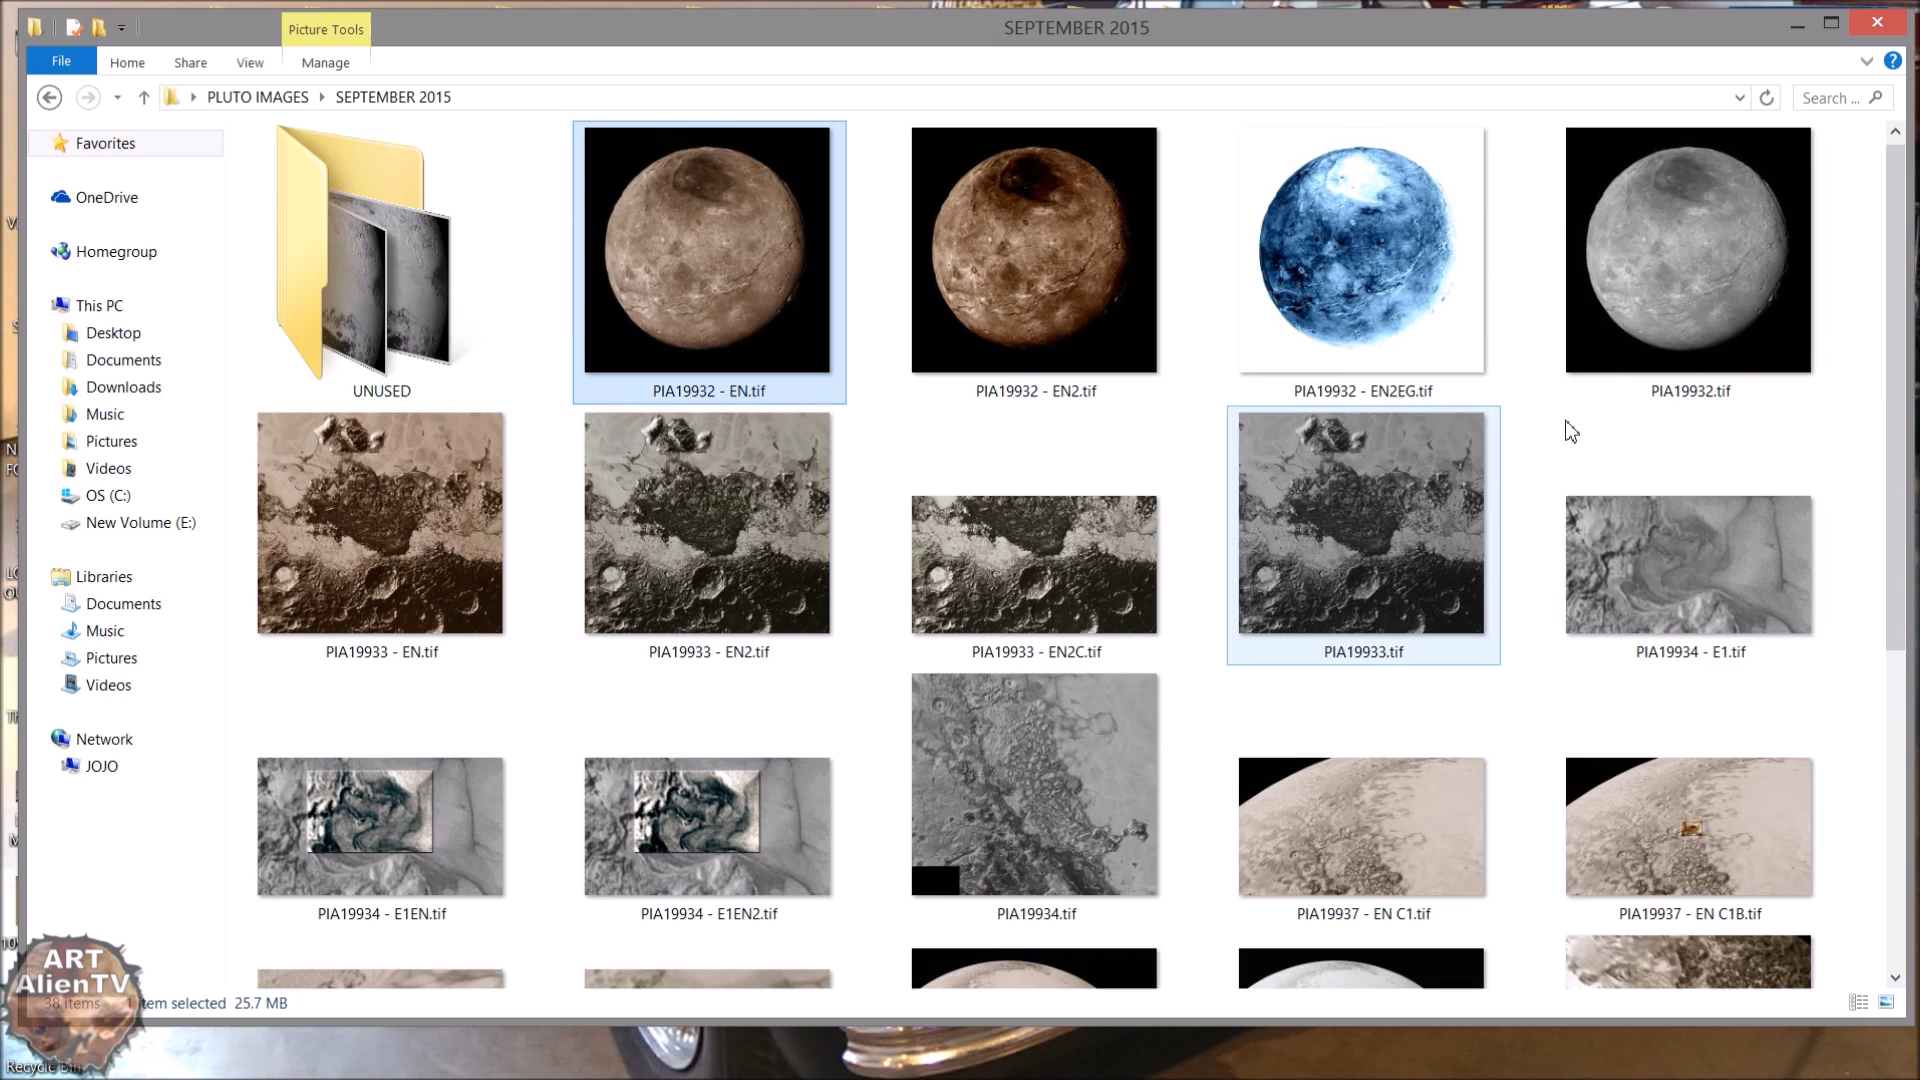 Picture Tools
SEPTEMBER 2015
File
Home
Share
View
Manage
PLUTO IMAGES
SEPTEMBER 2015
Search ...
Favorites
OneDrive
Homegroup
This PC
Desktop
Documents
Downloads
Music
Pictures
Videos
OS (C:)
New Volume (E:)
Libraries
Documents
Music
Pictures
Videos
Network
JOJO
UNUSED
PIA19932 - EN.tif
PIA19932 - EN2.tif
PIA19932 - EN2EG.tif
PIA19932.tif
PIA19933 - EN.tif
PIA19933 - EN2.tif
PIA19933 - EN2C.tif
PIA19933.tif
PIA19934 - E1.tif
PIA19934 - E1EN.tif
PIA19934 - E1EN2.tif
PIA19934.tif
PIA19937 - EN C1.tif
PIA19937 - EN C1B.tif
ART
AlienTV
38 items 1 item selected 25.7 MB
Recycle Bin